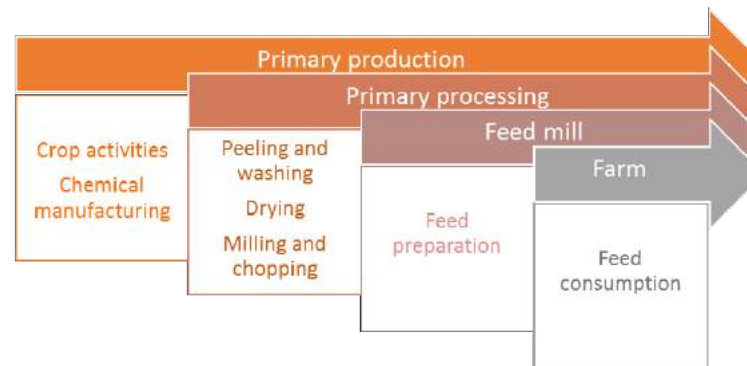 Primary production
Primary processing
Feed mill
Farm
Crop activities
Chemical
manufacturing
Peeling and
washing
Drying
Milling and
chopping
Feed
preparation
Feed
consumption